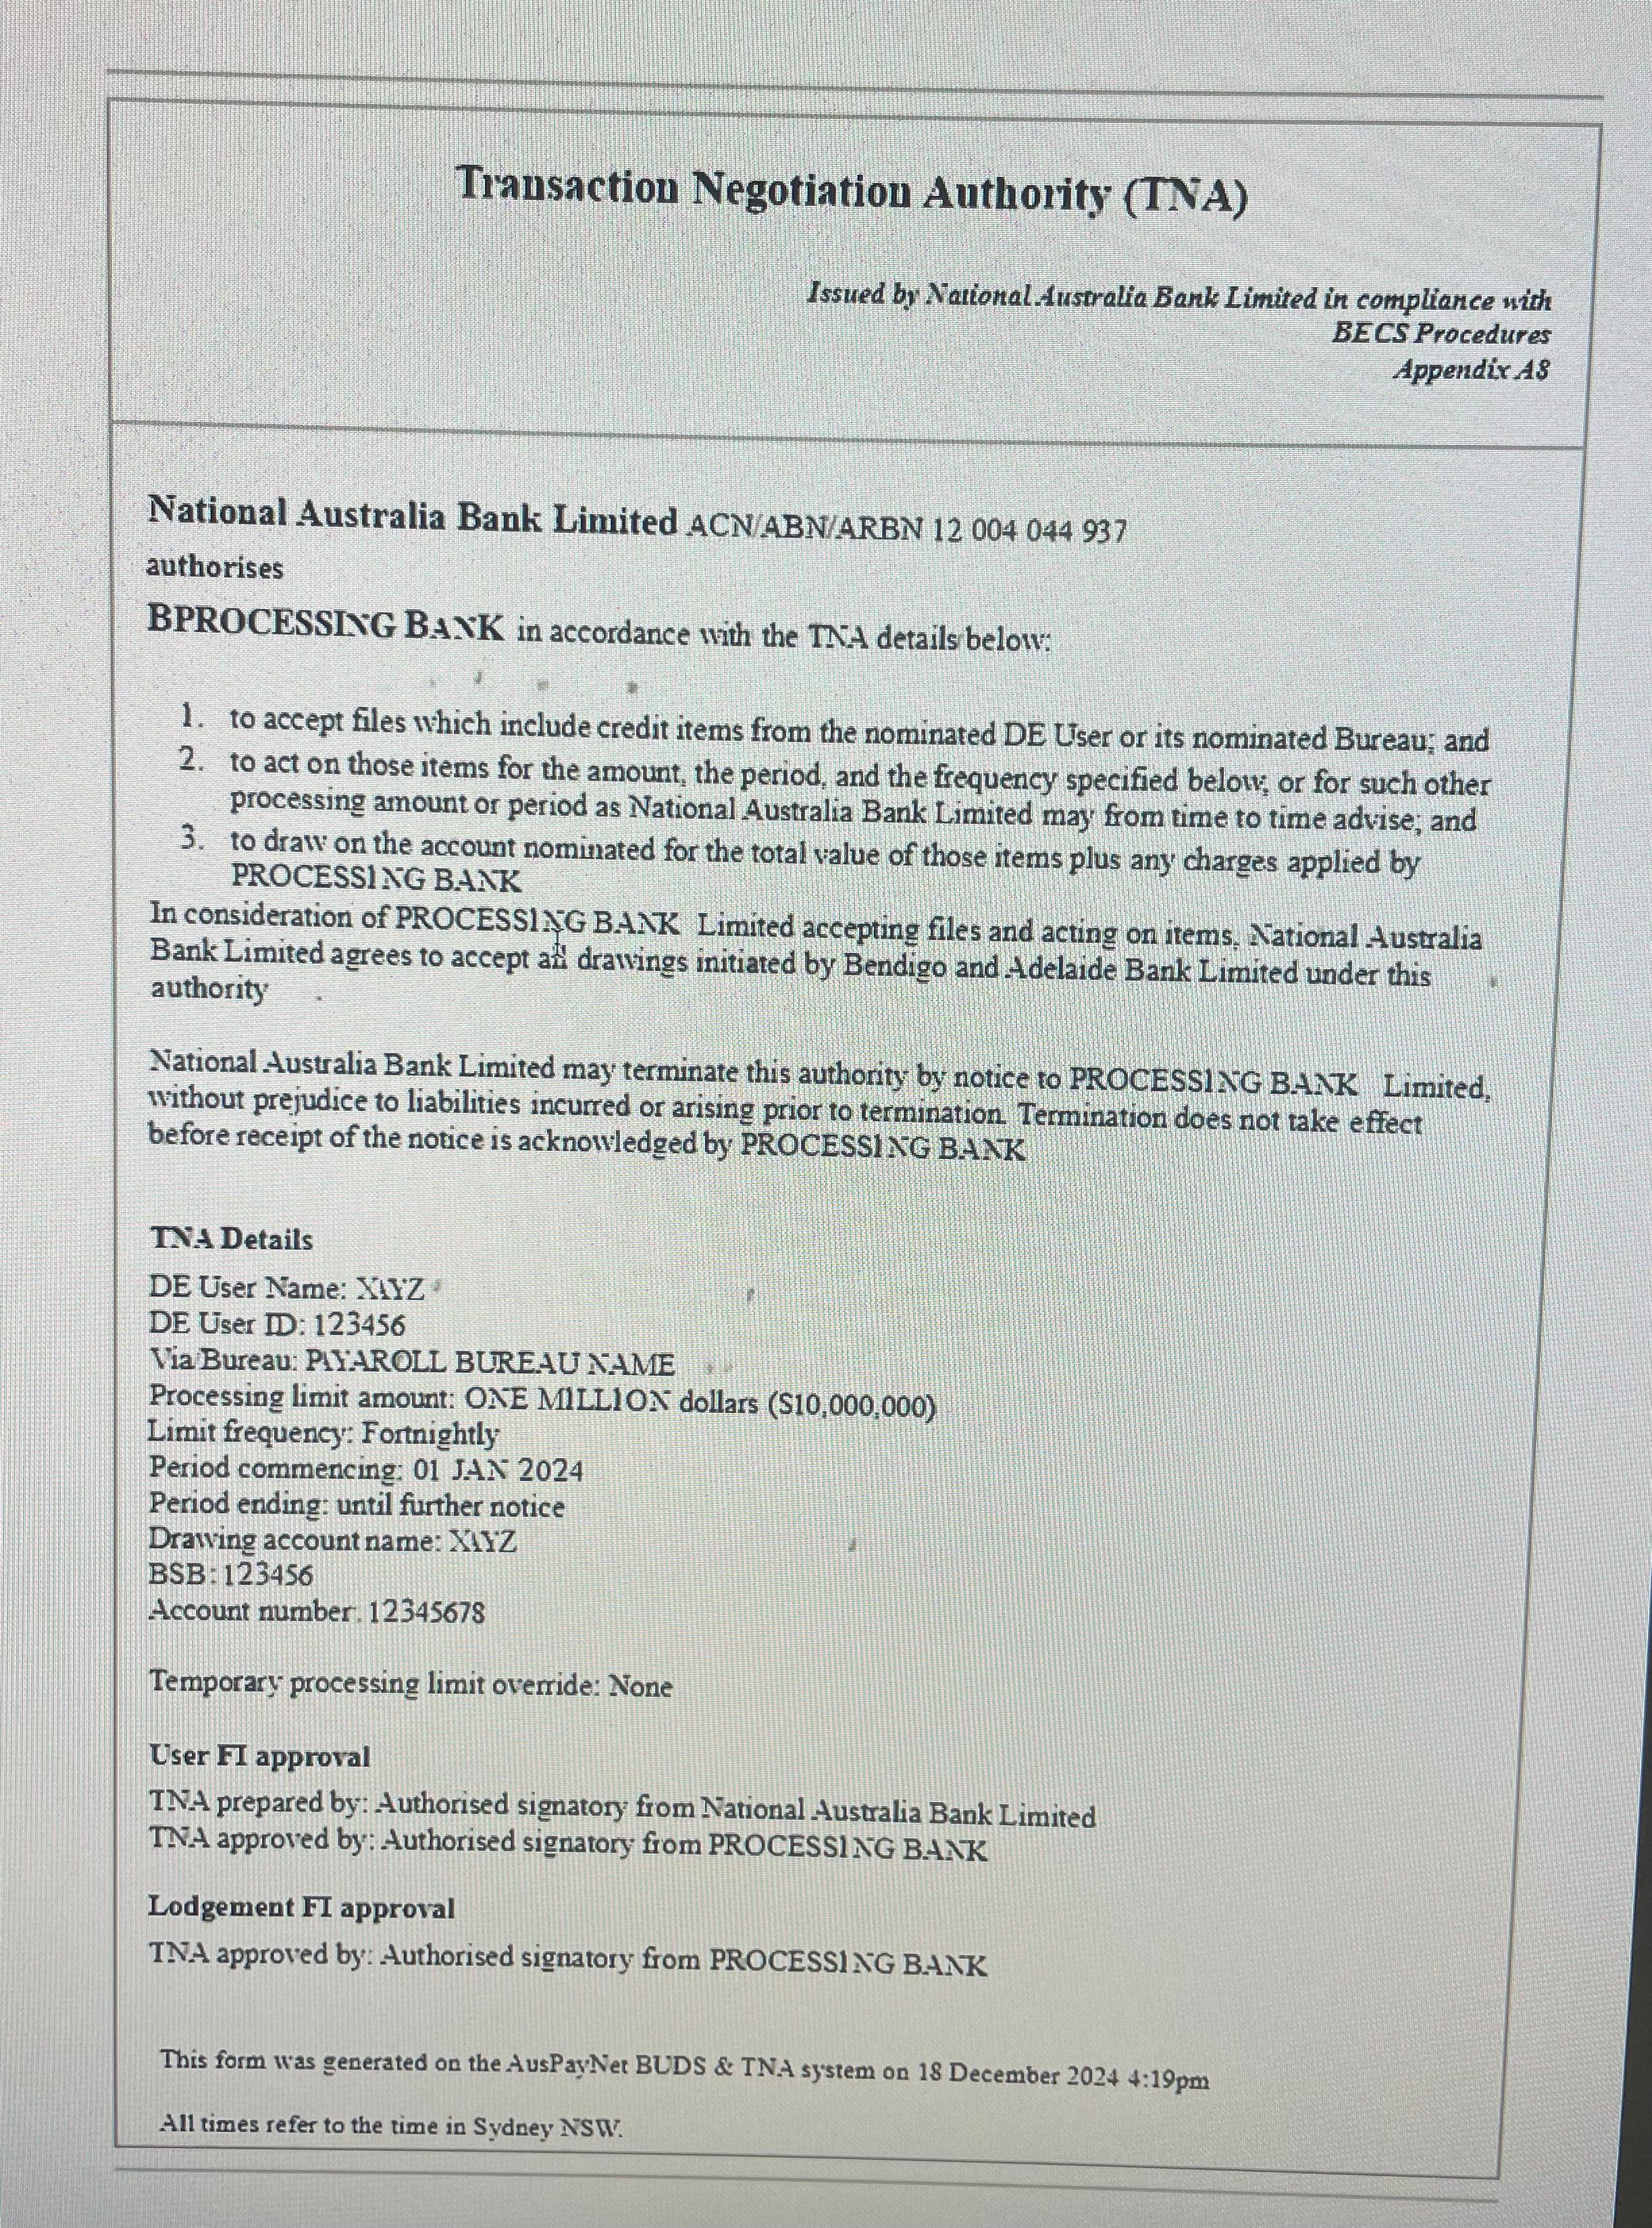 Transaction Negotiation Authority (TNA)
Issued by National Australia Bank Limited in compliance with
BECS Procedures
Appendix A8
National Australia Bank Limited ACN/ABN/ARBN 12 004 044 937
authorises
BPROCESSING BANK in accordance with the TNA details below:
1. to accept files which include credit items from the nominated DE User or its nominated Bureau; and
2. to act on those items for the amount, the period, and the frequency specified below, or for such other
processing amount or period as National Australia Bank Limited may from time to time advise; and
3. to draw on the account nominated for the total value of those items plus any charges applied by
PROCESSING BANK
In consideration of PROCESSING BANK Limited accepting files and acting on items, National Australia
Bank Limited agrees to accept all drawings initiated by Bendigo and Adelaide Bank Limited under this
authority
National Australia Bank Limited may terminate this authority by notice to PROCESSING BANK Limited,
without prejudice to liabilities incurred or arising prior to termination. Termination does not take effect
before receipt of the notice is acknowledged by PROCESSING BANK
TNA Details
DE User Name: XAYZ
DE User ID: 123456
Via Bureau: PAYAROLL BUREAU NAME
Processing limit amount: ONE MILLION dollars ($10,000,000)
Limit frequency: Fortnightly
Period commencing: 01 JAN 2024
Period ending: until further notice
Drawing account name: XAYZ
BSB: 123456
Account number: 12345678
Temporary processing limit override: None
User FI approval
TNA prepared by: Authorised signatory from National Australia Bank Limited
TNA approved by: Authorised signatory from PROCESSING BANK
Lodgement FI approval
TNA approved by: Authorised signatory from PROCESSING BANK
This form was generated on the AusPayNet BUDS & TNA system on 18 December 2024 4:19pm
All times refer to the time in Sydney NSW.